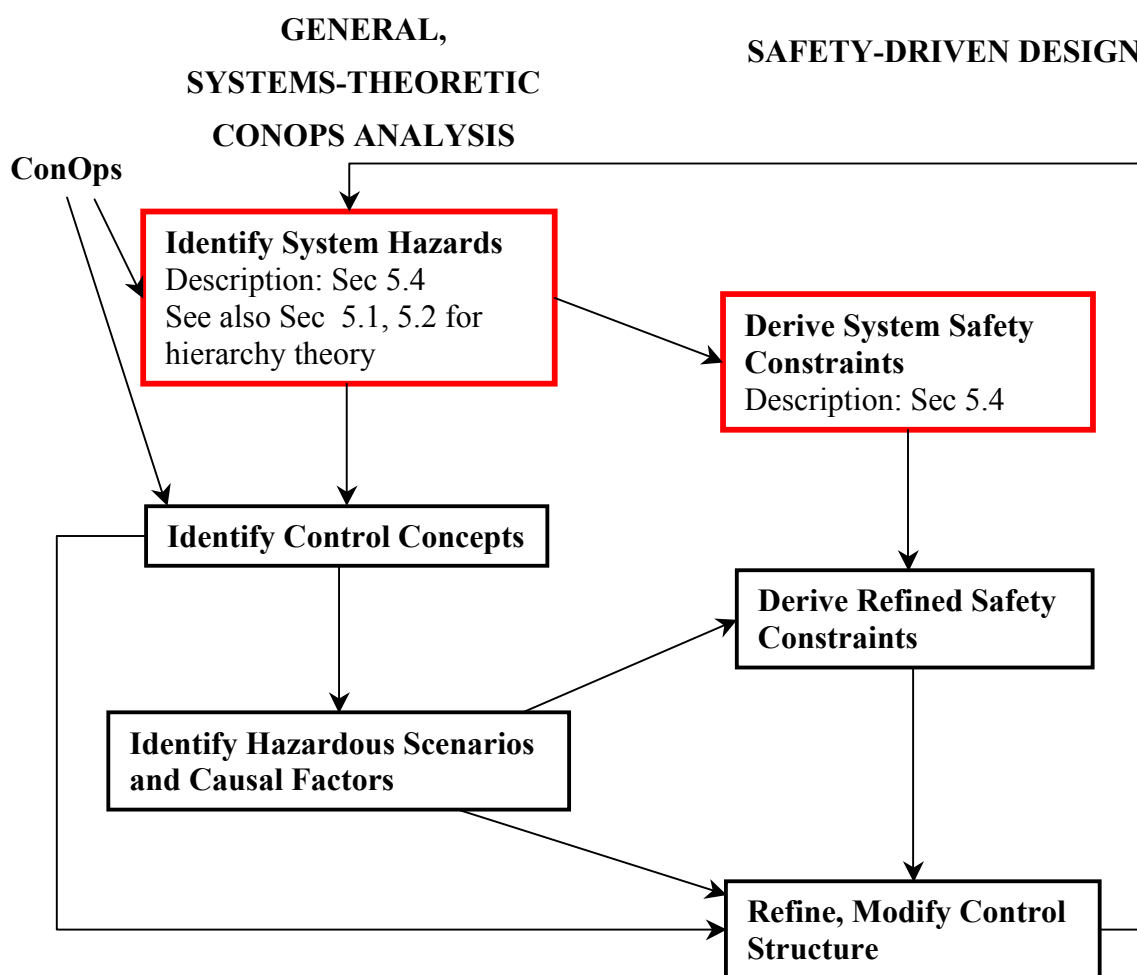 GENERAL,
SYSTEMS-THEORETIC
CONOPS ANALYSIS
SAFETY-DRIVEN DESIGN
ConOps
Identify System Hazards
Description: Sec 5.4
See also Sec 5.1, 5.2 for
hierarchy theory
Derive System Safety
Constraints
Description: Sec 5.4
Identify Control Concepts
Derive Refined Safety
Constraints
Identify Hazardous Scenarios
and Causal Factors
Refine, Modify Control
Structure